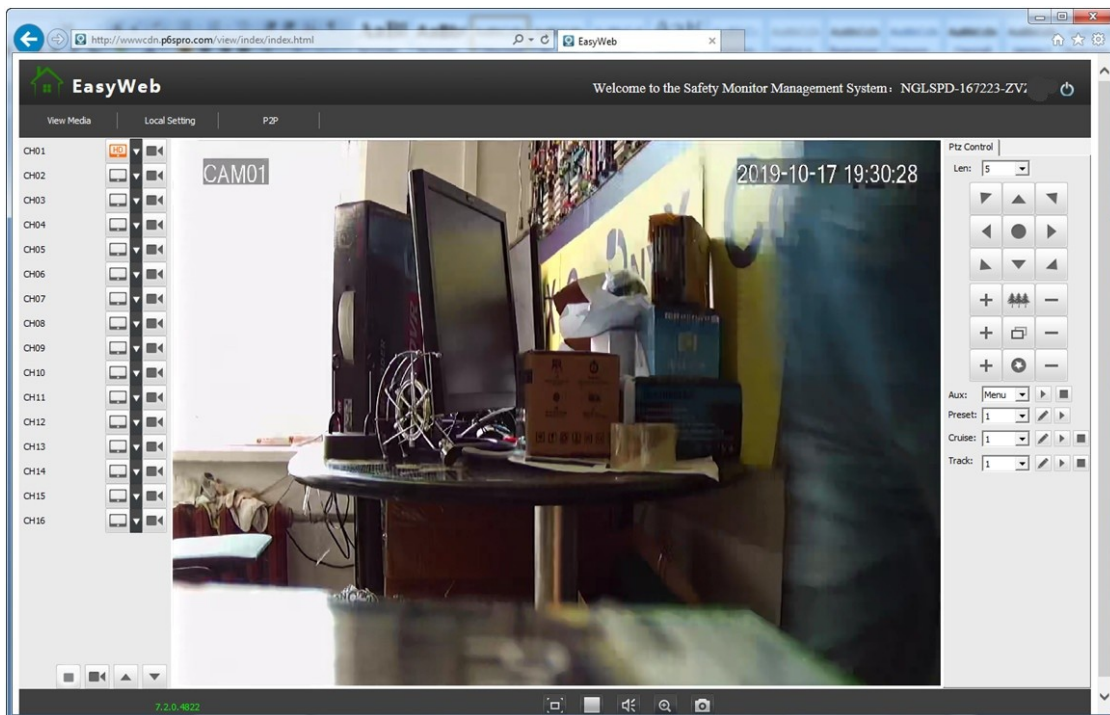 http://wwwcdn.p6spro.com/view/index/index.html
EasyWeb
EasyWeb
Welcome to the Safety Monitor Management System: NGLSPD-167223-ZVZ
View Media
Local Setting
P2P
CH01
HD
CH02
CH03
CH04
CH05
CH06
CH07
CH08
CH09
CH10
CH11
CH12
CH13
CH14
CH15
CH16
CAM01
2019-10-17 19:30:28
Ptz Control
Len: 5
Aux: Menu
Preset: 1
Cruise: 1
Track: 1
7.2.0.4822